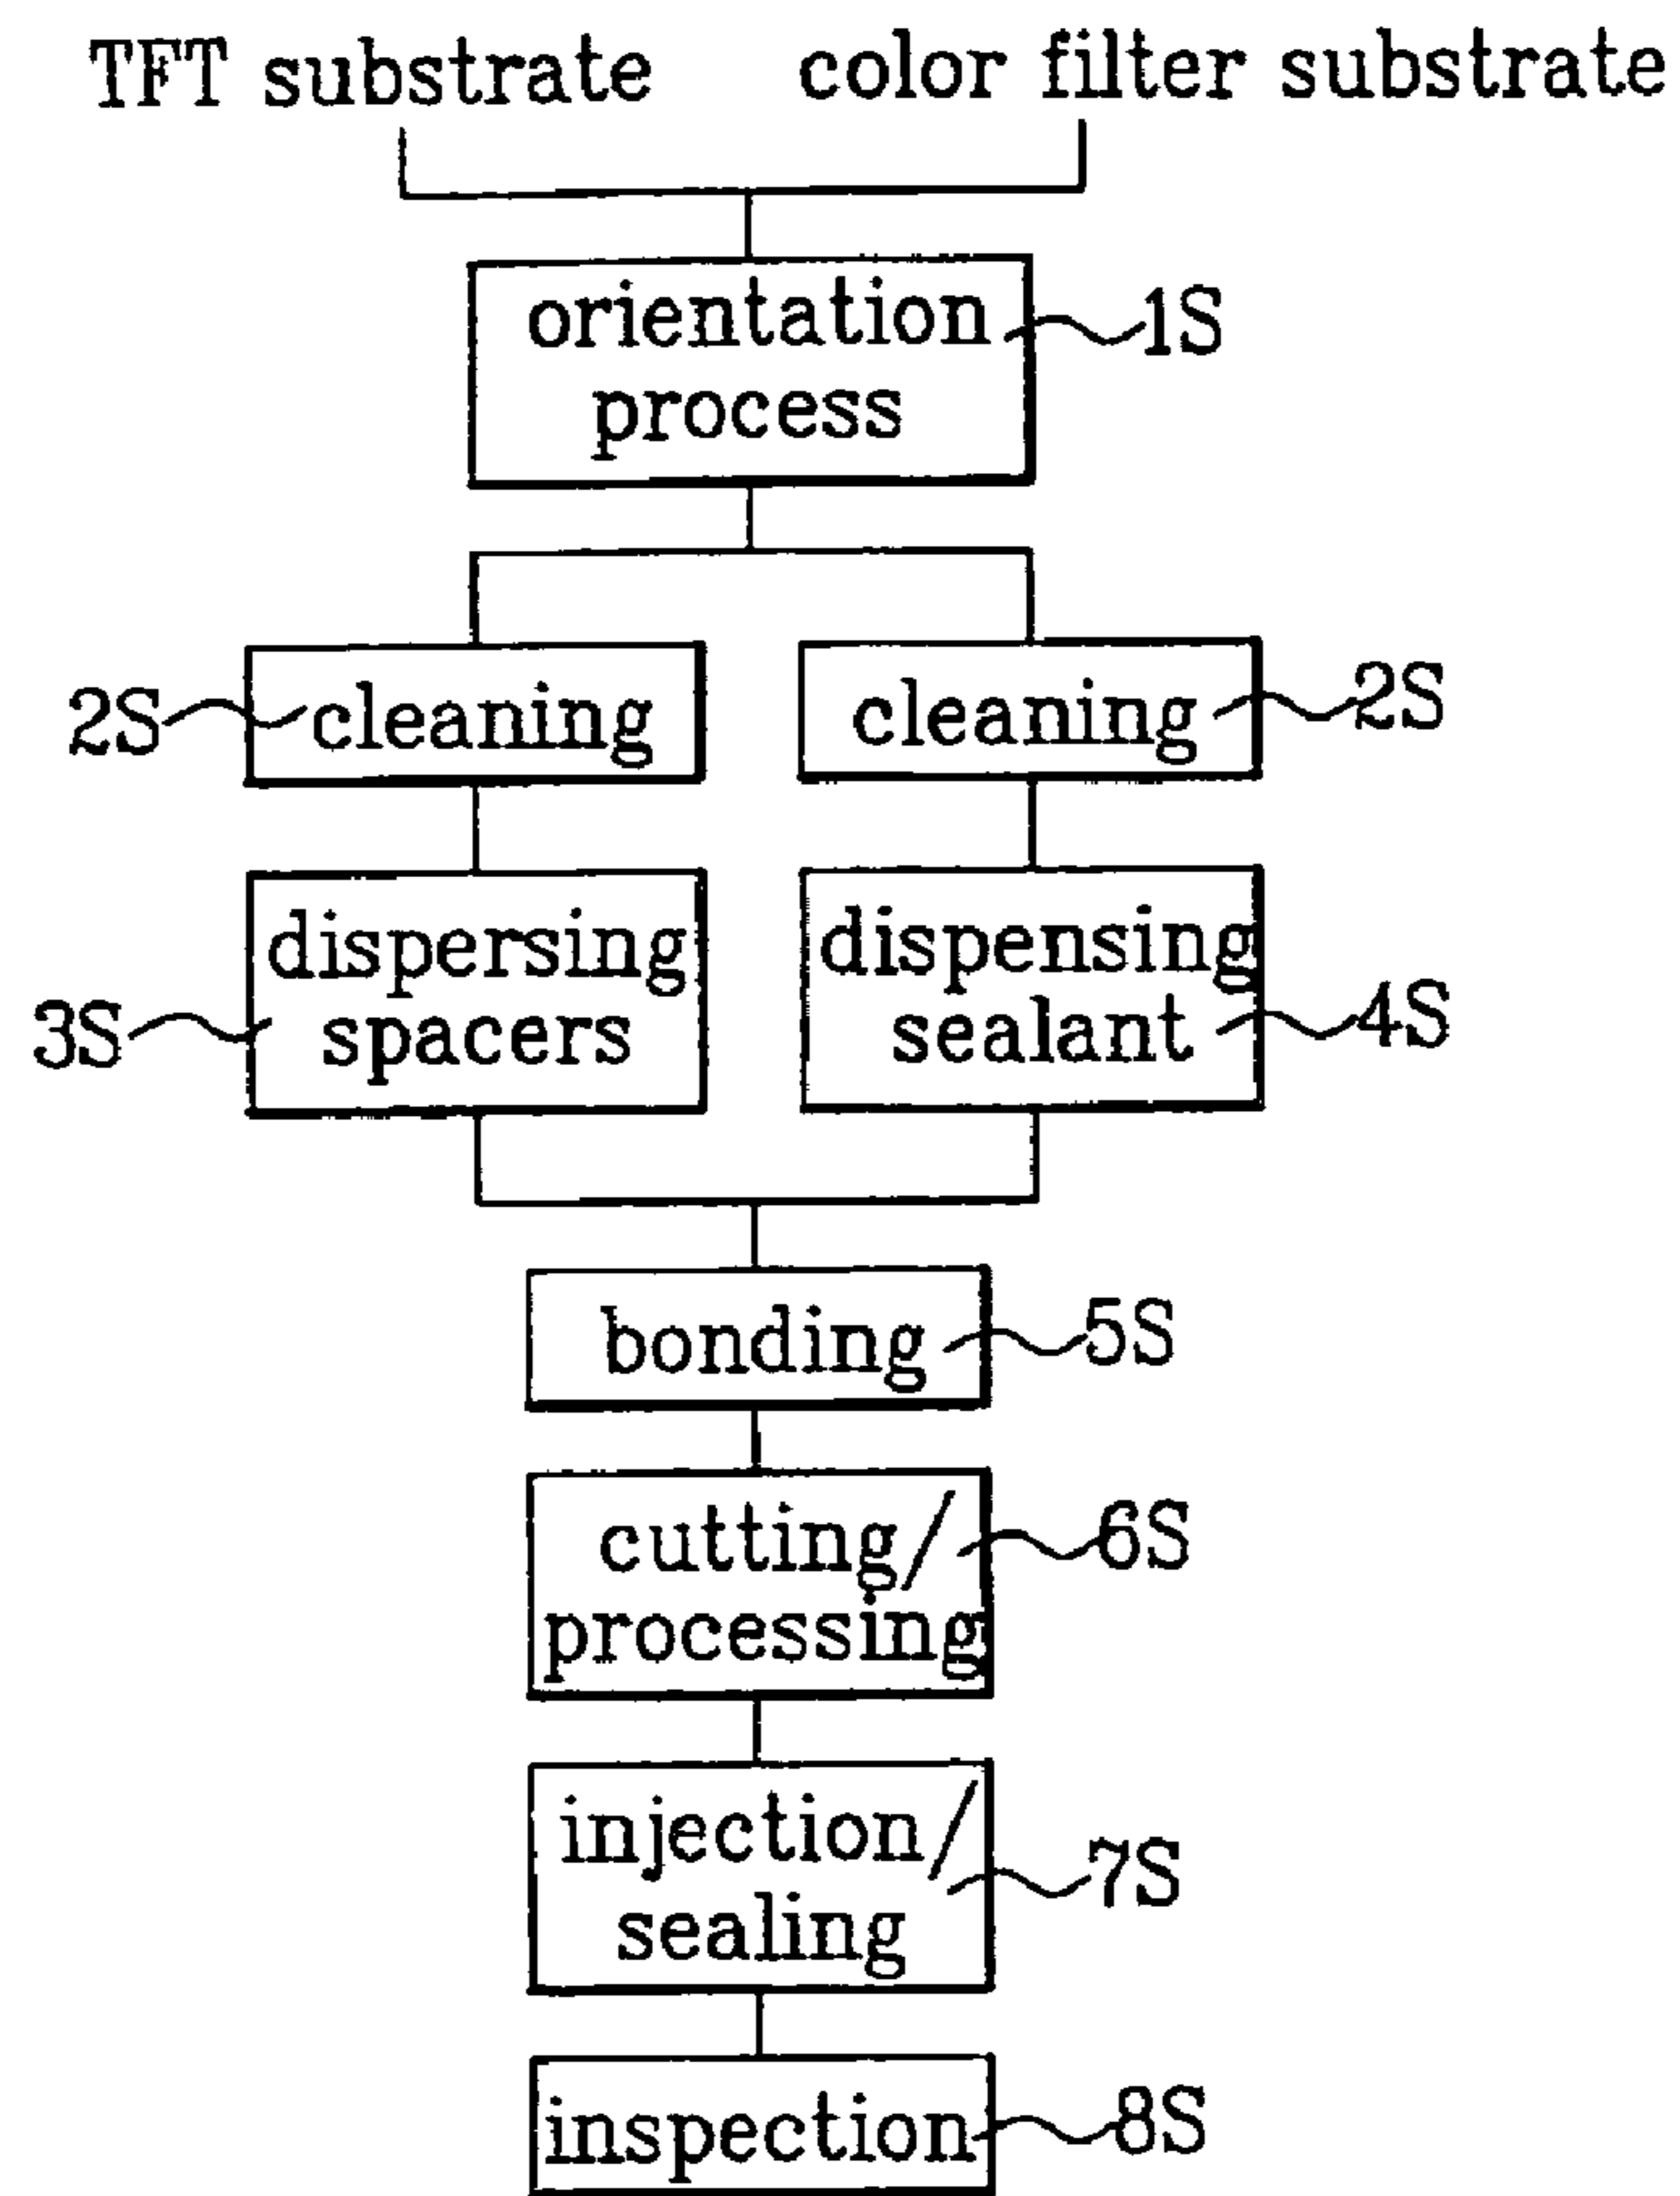 TFT substrate
color filter substrate
orientation
process
1S
2S
cleaning
cleaning
2S
dispersing
spacers
3S
dispensing
sealant
4S
bonding
5S
cutting/
processing
6S
injection/
sealing
7S
inspection
8S